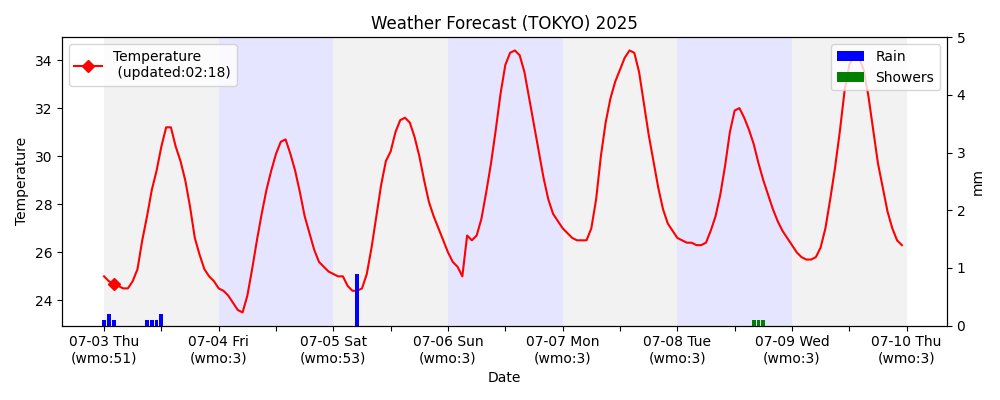 Weather Forecast (TOKYO) 2025
Temperature
(updated:02:18)
Rain
Showers
Temperature
34
32
30
28
26
24
5
4
3
2
1
0
mm
07-03 Thu
(wmo:51)
07-04 Fri
(wmo:3)
07-05 Sat
(wmo:53)
07-06 Sun
(wmo:3)
07-07 Mon
(wmo:3)
07-08 Tue
(wmo:3)
07-09 Wed
(wmo:3)
07-10 Thu
(wmo:3)
Date